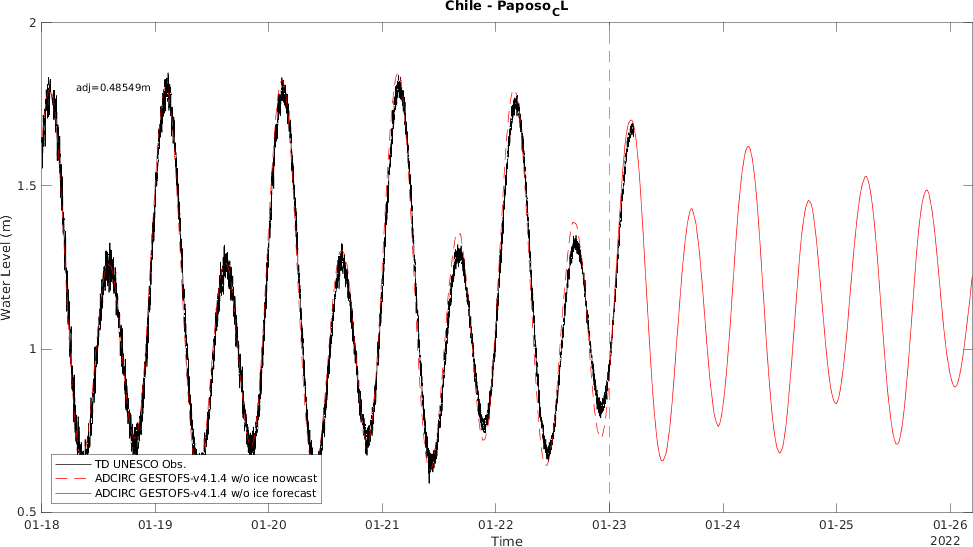 Chile - Paposo_CL
2
adj=0.48549m
1.5
Water Level (m)
1
TD UNESCO Obs.
ADCIRC GESTOFS-v4.1.4 w/o ice nowcast
ADCIRC GESTOFS-v4.1.4 w/o ice forecast
0.5
01-18 01-19 01-20 01-21 01-22 01-23 01-24 01-25 01-26
Time 2022